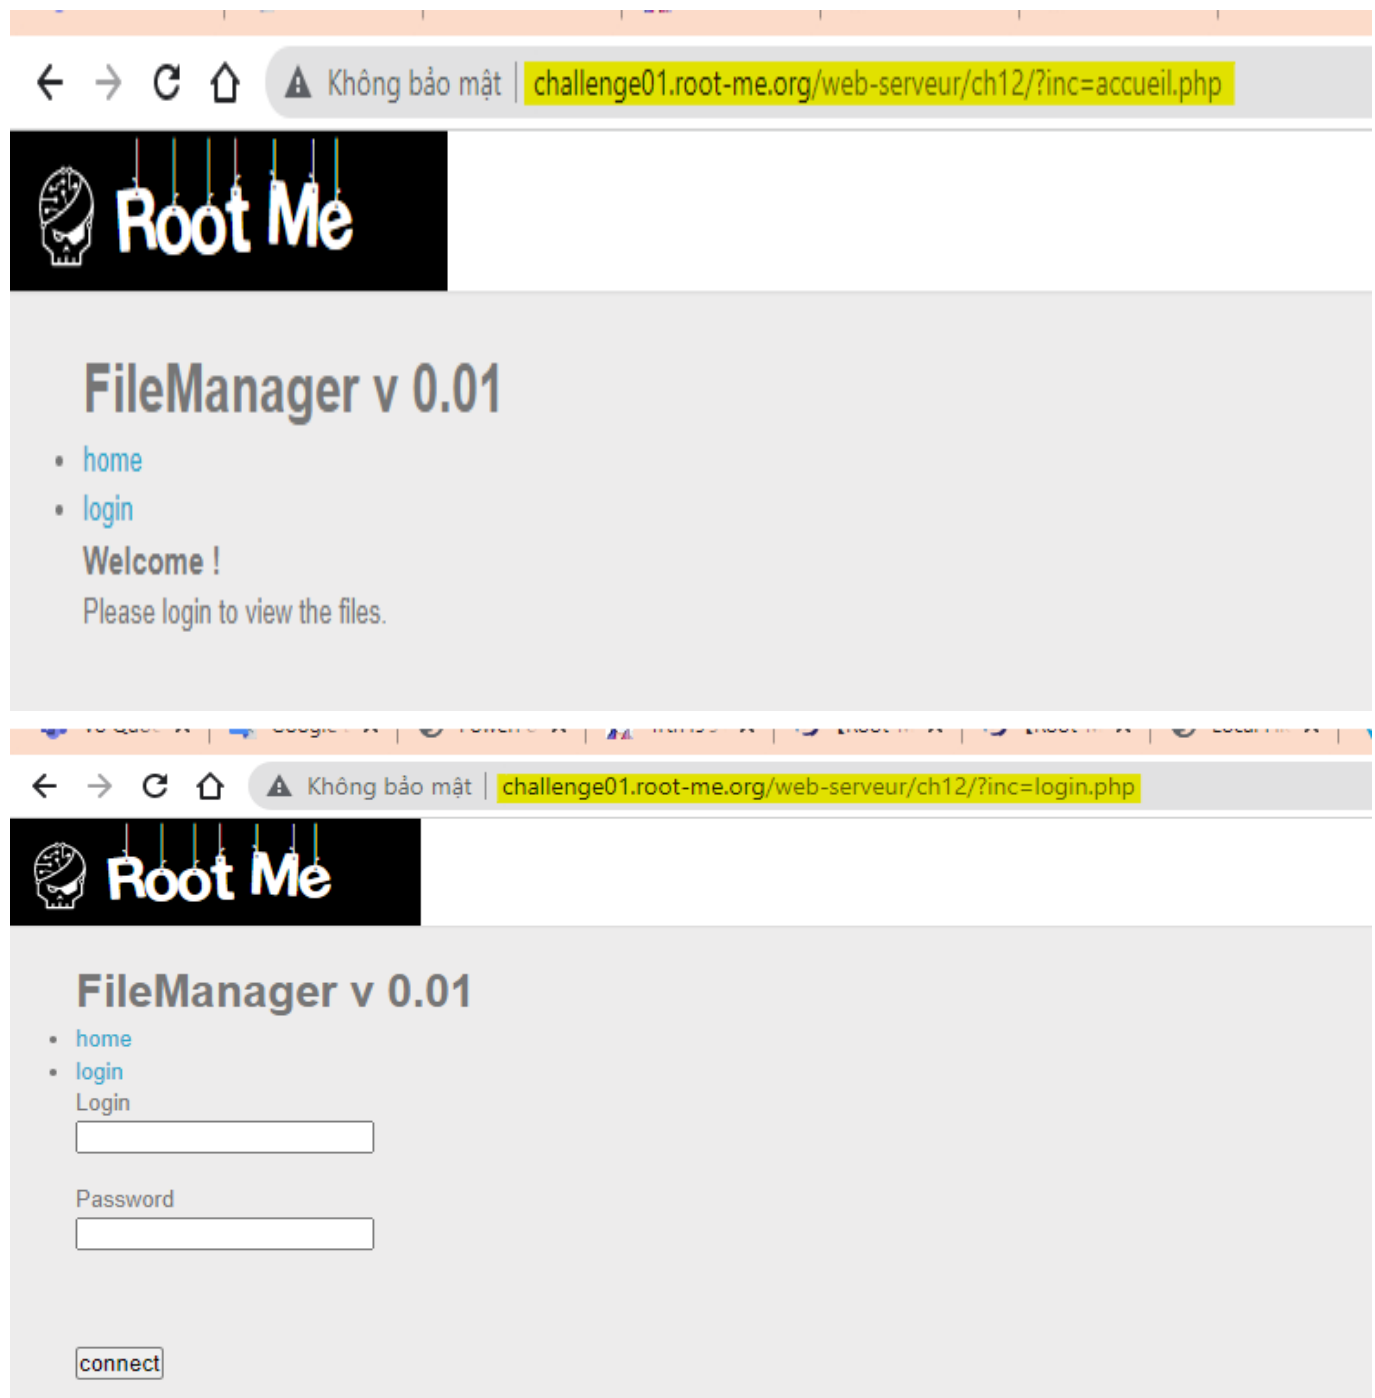 Không bảo mật | challenge01.root-me.org/web-serveur/ch12/?inc=accueil.php
Root Me
FileManager v 0.01
home
login
Welcome !
Please login to view the files.
Không bảo mật | challenge01.root-me.org/web-serveur/ch12/?inc=login.php
Root Me
FileManager v 0.01
home
login
Login
Password
connect